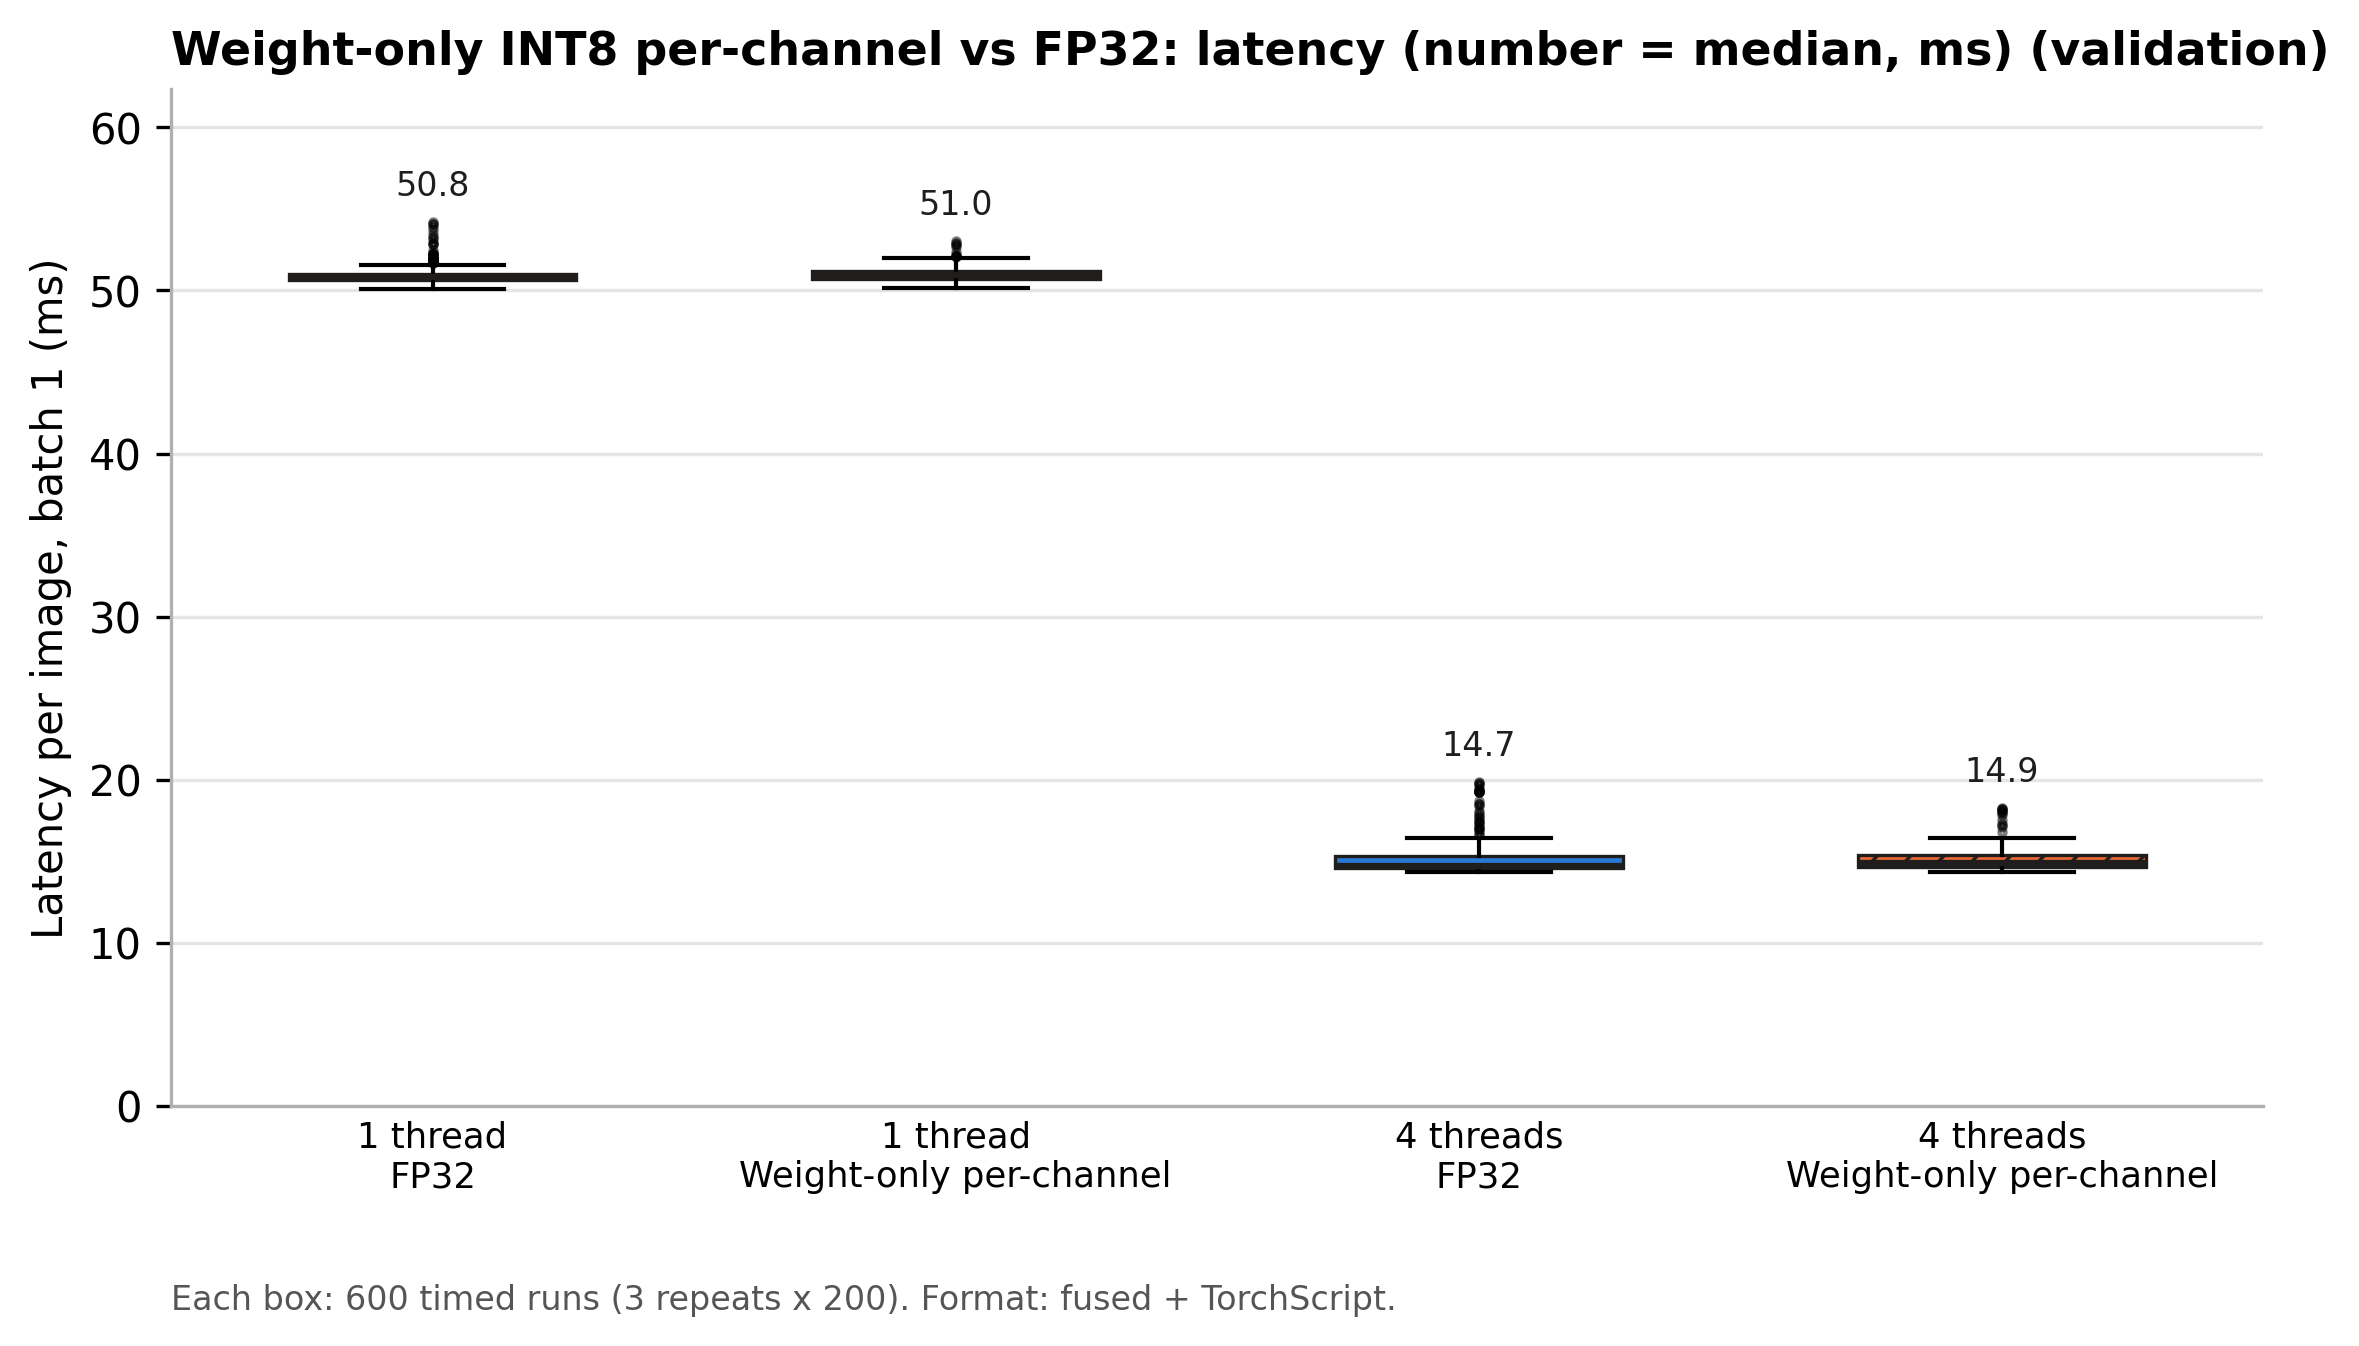 Weight-only INT8 per-channel vs FP32: latency (number = median, ms) (validation)
Latency per image, batch 1 (ms)
60
50
40
30
20
10
0
50.8
51.0
14.7
14.9
1 thread
FP32
1 thread
Weight-only per-channel
4 threads
FP32
4 threads
Weight-only per-channel
Each box: 600 timed runs (3 repeats x 200). Format: fused + TorchScript.